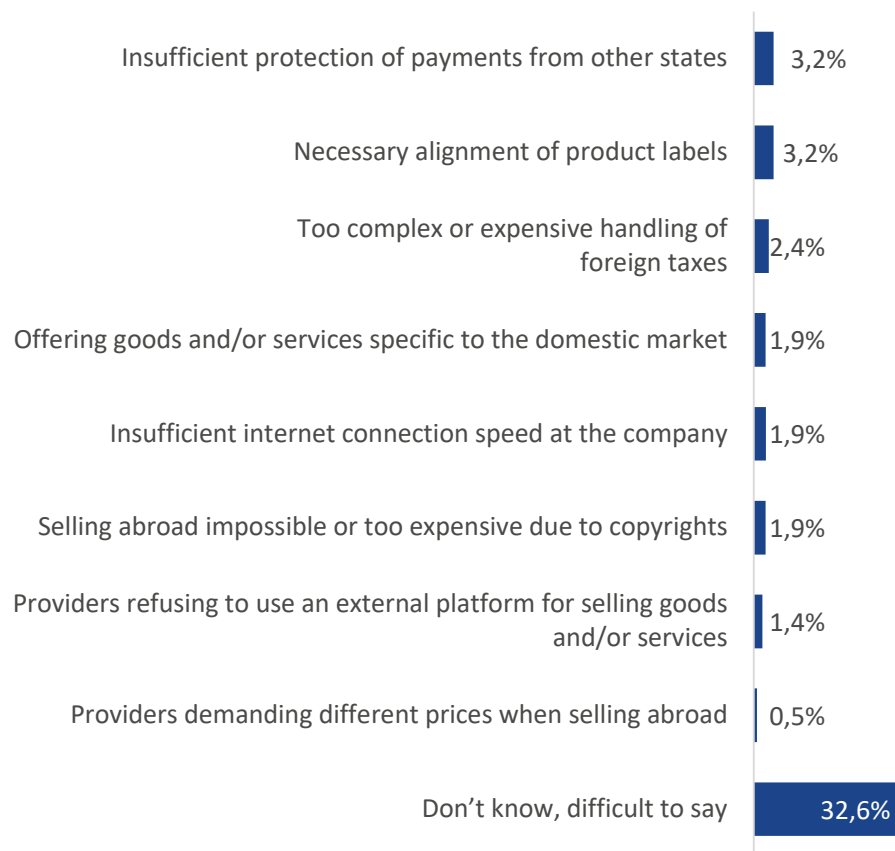 Insufficient protection of payments from other states 3,2%
Necessary alignment of product labels 3,2%
Too complex or expensive handling of
foreign taxes 2,4%
Offering goods and/or services specific to the domestic market 1,9%
Insufficient internet connection speed at the company 1,9%
Selling abroad impossible or too expensive due to copyrights 1,9%
Providers refusing to use an external platform for selling goods
and/or services 1,4%
Providers demanding different prices when selling abroad 0,5%
Don’t know, difficult to say 32,6%